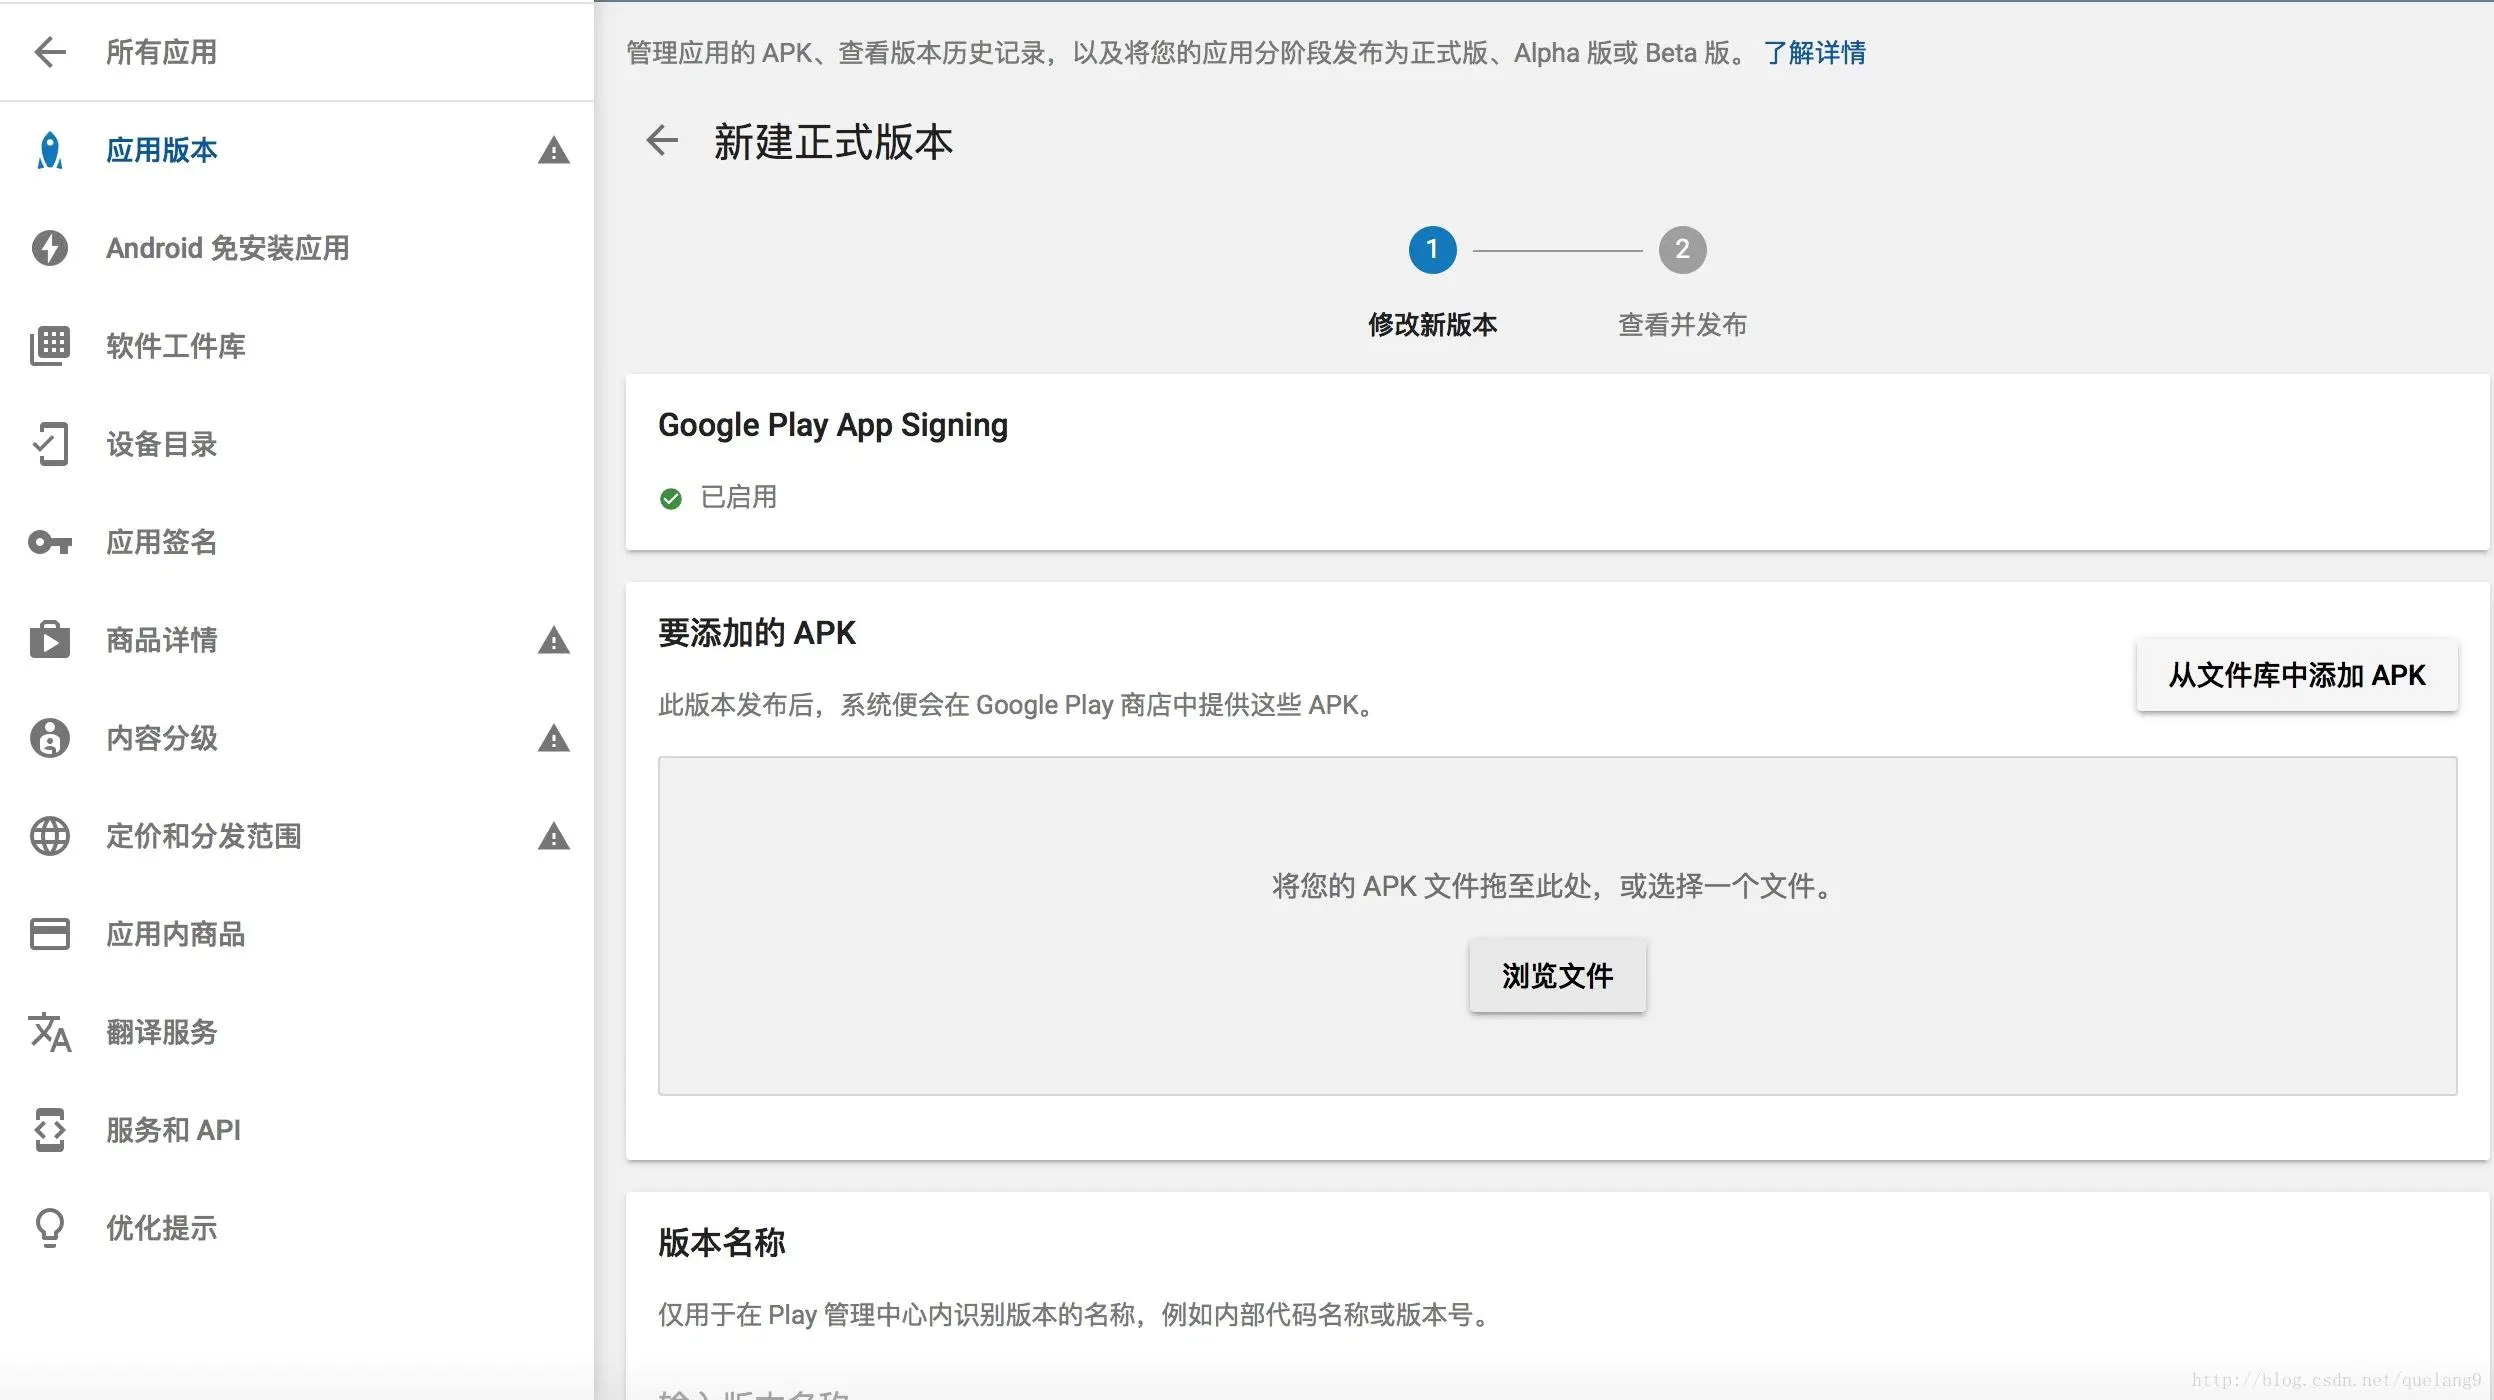 所有应用
应用版本
Android 免安装应用
软件工件库
设备目录
应用签名
商品详情
内容分级
定价和分发范围
应用内商品
翻译服务
服务和 API
优化提示
管理应用的 APK、查看版本历史记录，以及将您的应用分阶段发布为正式版、Alpha 版或 Beta 版。 了解详情
新建正式版本
1
2
修改新版本
查看并发布
Google Play App Signing
已启用
要添加的 APK
从文件库中添加 APK
此版本发布后，系统便会在 Google Play 商店中提供这些 APK。
将您的 APK 文件拖至此处，或选择一个文件。
浏览文件
版本名称
仅用于在 Play 管理中心内识别版本的名称，例如内部代码名称或版本号。
输入版本名称
http://blog.csdn.net/quelang9